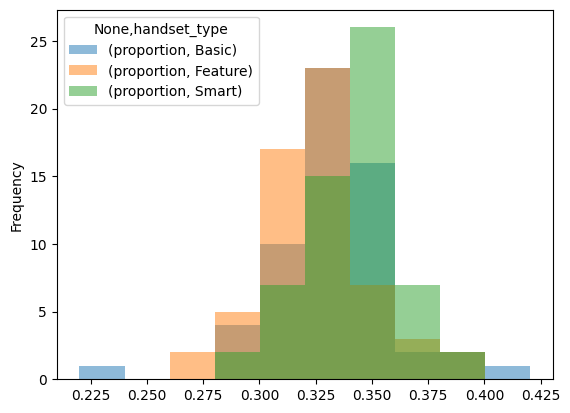 None,handset_type
(proportion, Basic)
(proportion, Feature)
(proportion, Smart)
Frequency
25
20
15
10
5
0
0.225 0.250 0.275 0.300 0.325 0.350 0.375 0.400 0.425